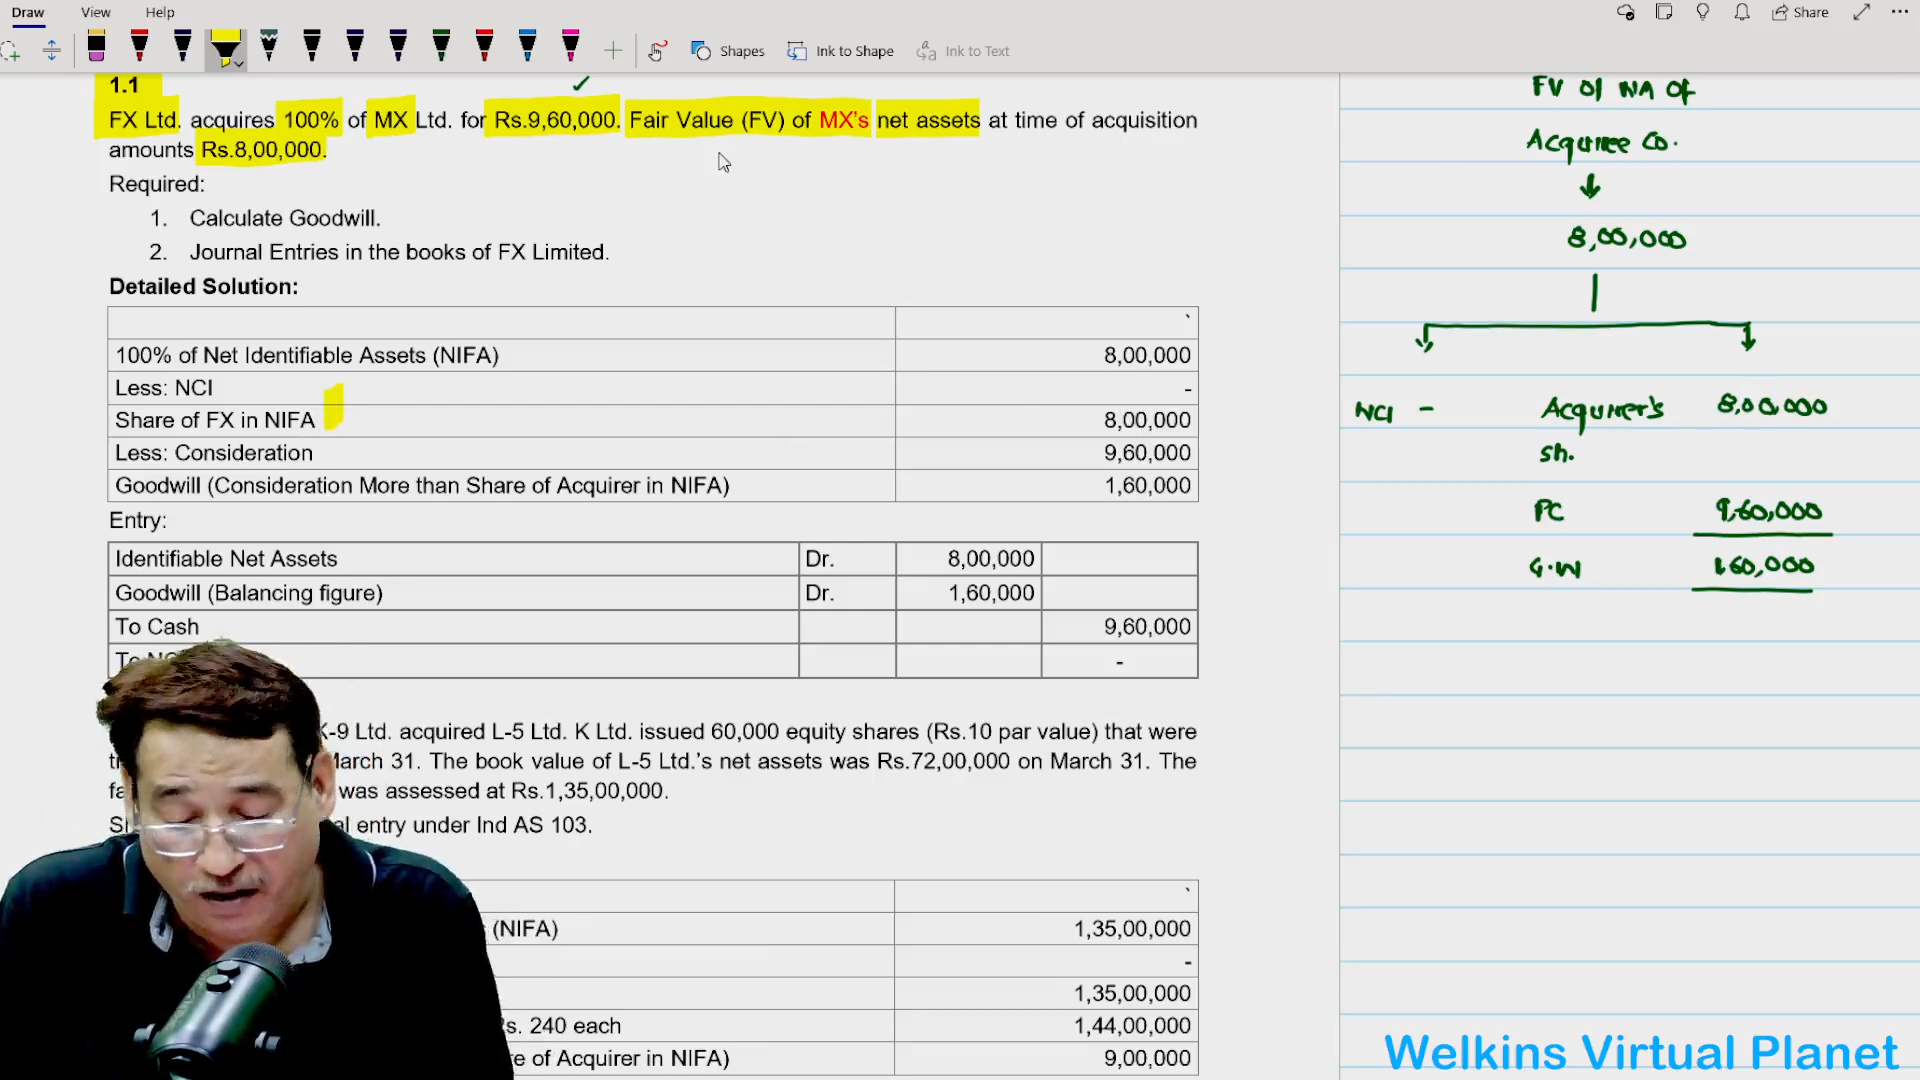 Draw View Help
Share
Shapes Ink to Shape Ink to Text
1.1
FX Ltd. acquires 100% of MX Ltd. for Rs.9,60,000. Fair Value (FV) of MX's net assets at time of acquisition
amounts Rs.8,00,000.
Required:
1. Calculate Goodwill.
2. Journal Entries in the books of FX Limited.
Detailed Solution:
`
100% of Net Identifiable Assets (NIFA) 8,00,000
Less: NCI -
Share of FX in NIFA 8,00,000
Less: Consideration 9,60,000
Goodwill (Consideration More than Share of Acquirer in NIFA) 1,60,000
Entry:
Identifiable Net Assets Dr. 8,00,000
Goodwill (Balancing figure) Dr. 1,60,000
To Cash 9,60,000
-
K-9 Ltd. acquired L-5 Ltd. K Ltd. issued 60,000 equity shares (Rs.10 par value) that were
March 31. The book value of L-5 Ltd.'s net assets was Rs.72,00,000 on March 31. The
was assessed at Rs.1,35,00,000.
entry under Ind AS 103.
`
(NIFA) 1,35,00,000
-
1,35,00,000
240 each 1,44,00,000
of Acquirer in NIFA) 9,00,000
FV of NA of
Acquiree Co.
8,00,000
NCI - Acquirer's 8,00,000
Sh.
PC 9,60,000
G.W 1,60,000
Welkins Virtual Planet